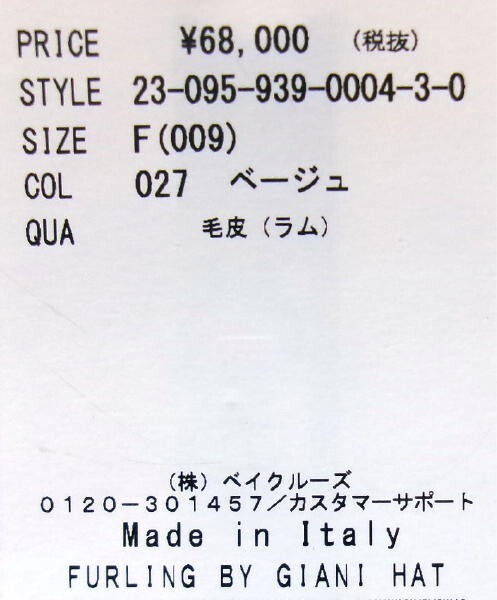 PRICE ¥68,000 (税抜)
STYLE 23-095-939-0004-3-0
SIZE F(009)
COL 027 ベージュ
QUA 毛皮(ラム)
(株)ベイクルーズ
0120-301457/カスタマーサポート
Made in Italy
FURLING BY GIANI HAT